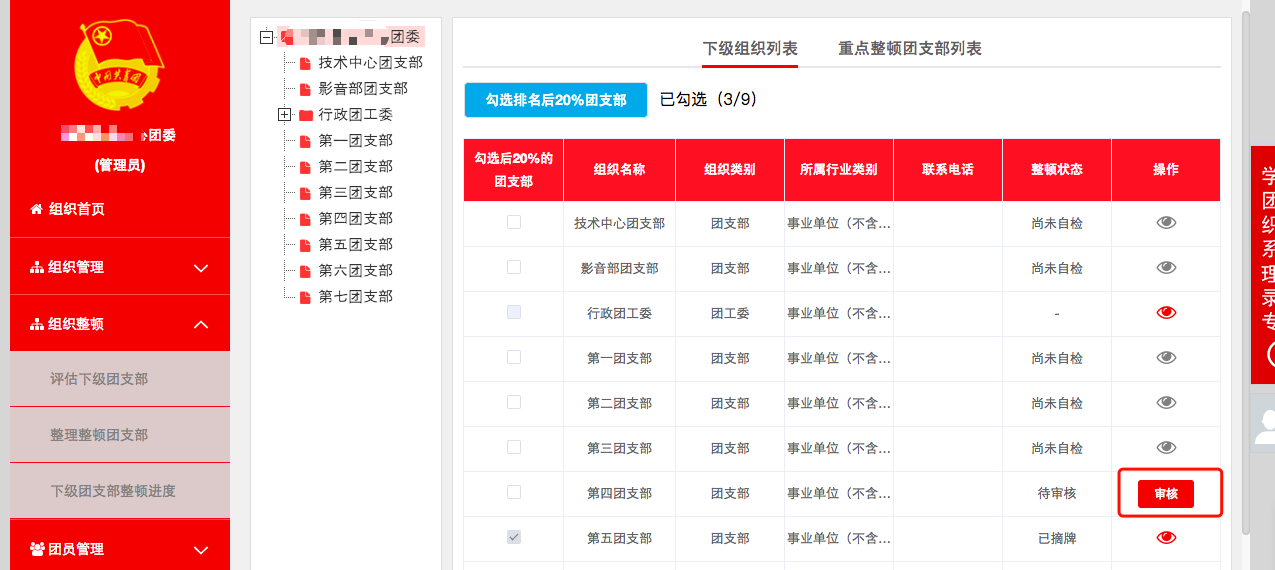 中国共青团
团委
(管理员)
组织首页
组织管理
组织整顿
评估下级团支部
整理整顿团支部
下级团支部整顿进度
团员管理
团委
技术中心团支部
影音部团支部
行政团工委
第一团支部
第二团支部
第三团支部
第四团支部
第五团支部
第六团支部
第七团支部
下级组织列表 重点整顿团支部列表
勾选排名后20%团支部 已勾选（3/9）
勾选后20%的
团支部 组织名称 组织类别 所属行业类别 联系电话 整顿状态 操作
技术中心团支部 团支部 事业单位（不含... 尚未自检
影音部团支部 团支部 事业单位（不含... 尚未自检
行政团工委 团工委 事业单位（不含... -
第一团支部 团支部 事业单位（不含... 尚未自检
第二团支部 团支部 事业单位（不含... 尚未自检
第三团支部 团支部 事业单位（不含... 尚未自检
第四团支部 团支部 事业单位（不含... 待审核 审核
第五团支部 团支部 事业单位（不含... 已摘牌
学
团
织
系
理
录
专